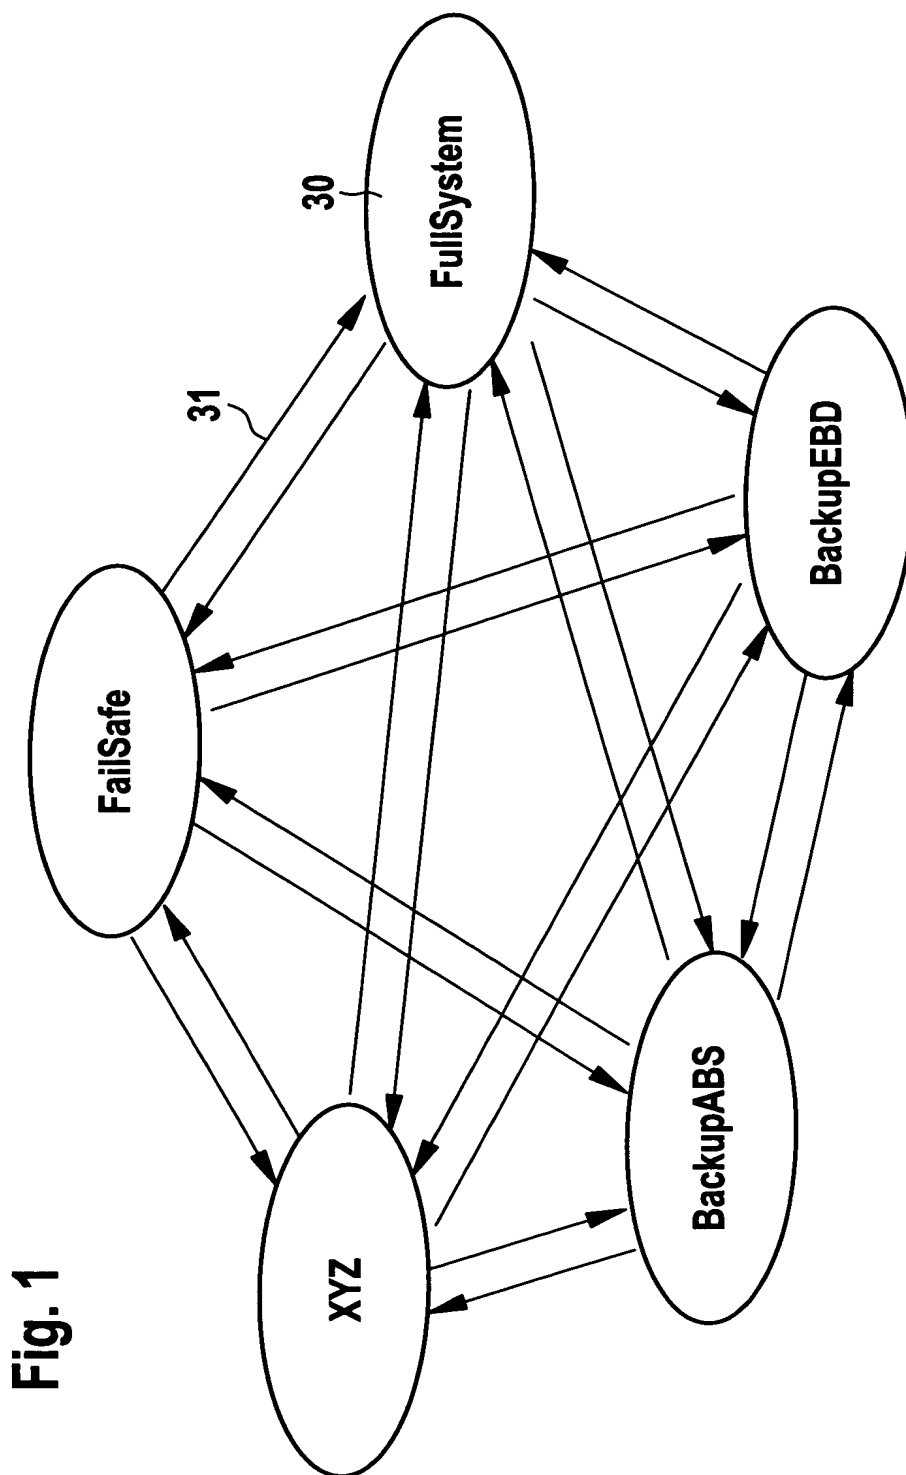 Fig. 1
FailSafe
31
30
XYZ
FullSystem
BackupABS
BackupEBD